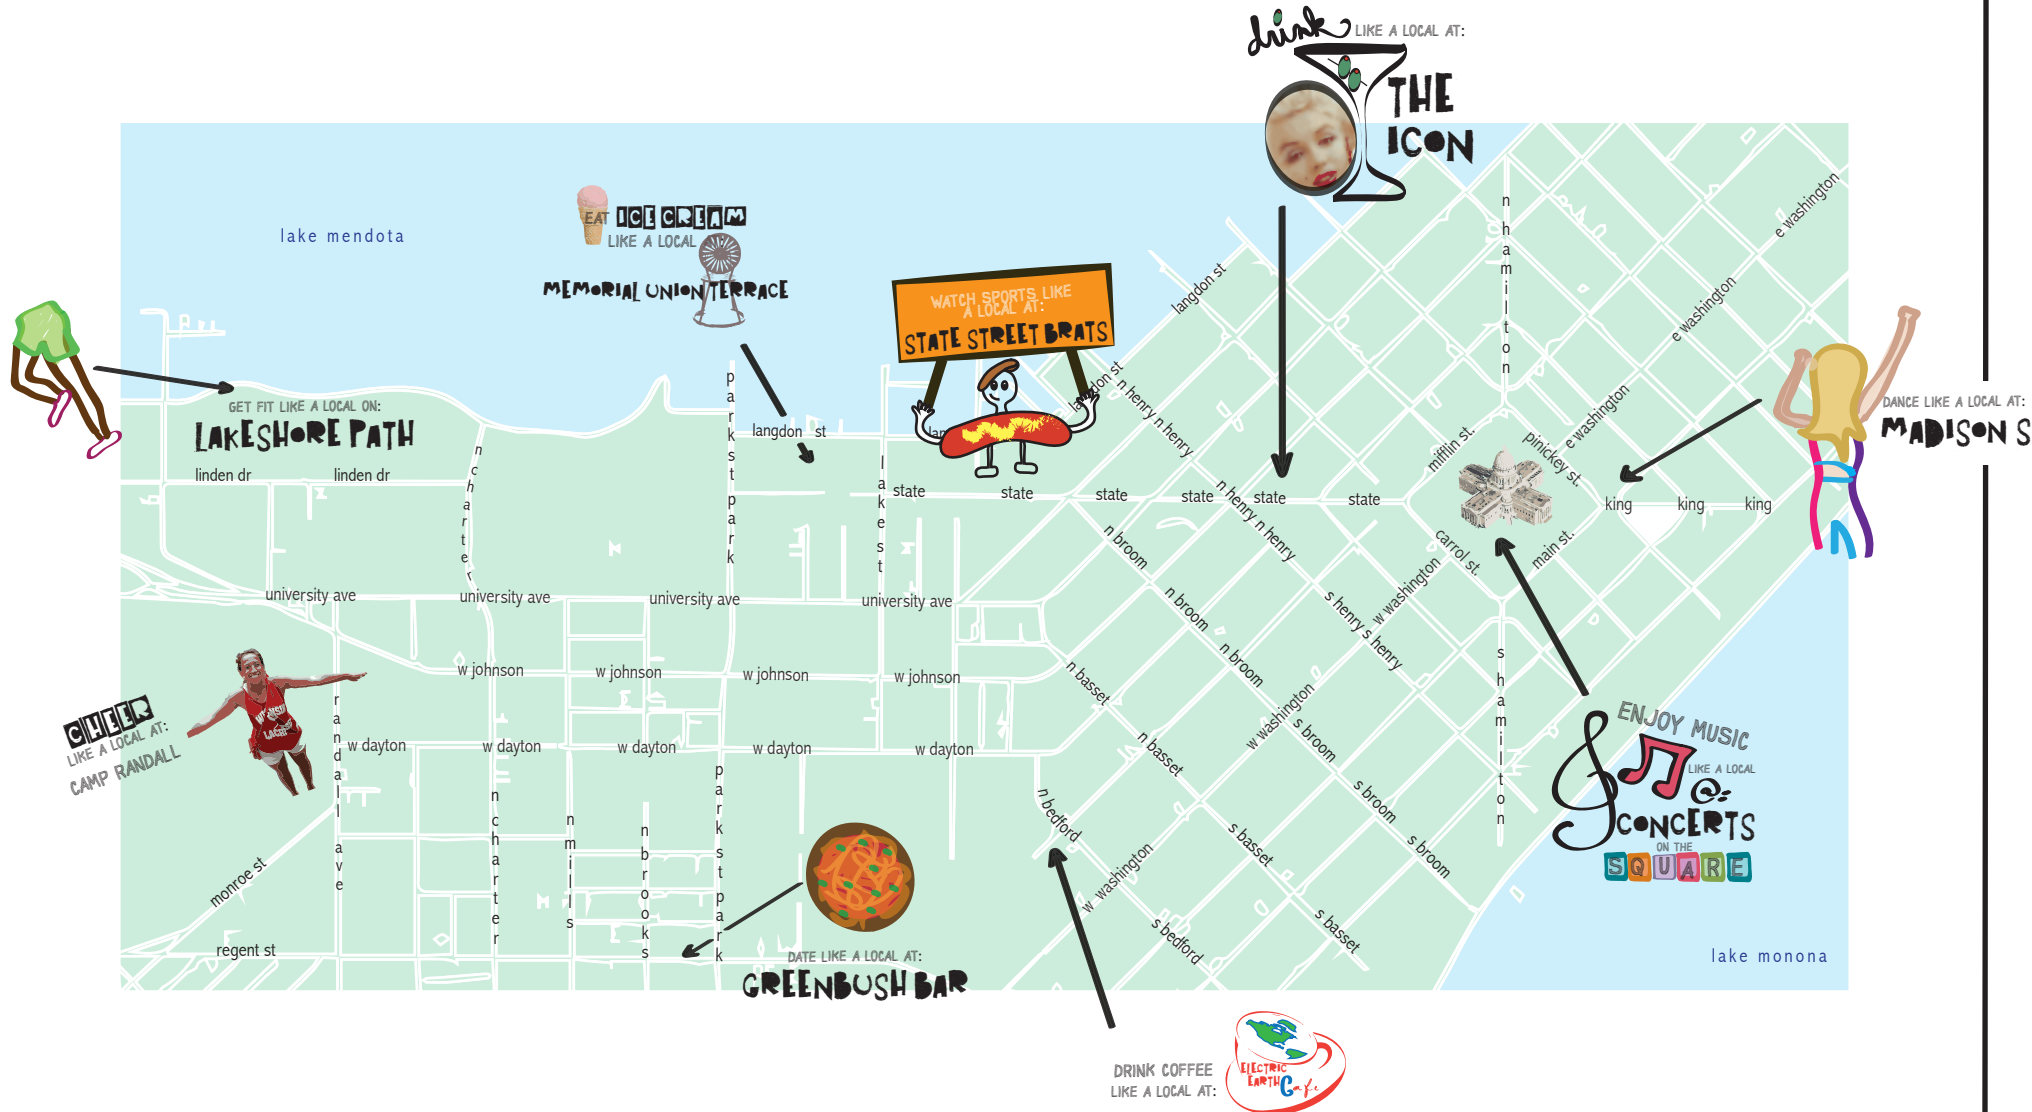 drink LIKE A LOCAL AT:
THE
ICON
lake mendota
EAT ICE CREAM
LIKE A LOCAL
MEMORIAL UNION TERRACE
WATCH SPORTS LIKE
A LOCAL AT:
STATE STREET BRATS
GET FIT LIKE A LOCAL ON:
LAKESHORE PATH
DANCE LIKE A LOCAL AT:
MADISON S
linden dr
linden dr
n charter
park st park
langdon st
lake st
langdon st
langdon st
n henry n henry
n henry n henry
n hamilton
e washington
e washington
e washington
mifflin st.
pinckey st.
carrol st.
main st.
state
state
state
state
state
state
king
king
king
university ave
university ave
university ave
university ave
n broom
n broom
n broom
s henry s henry
w washington
w washington
w washington
w johnson
w johnson
w johnson
w johnson
n basset
n basset
s basset
s basset
s broom
s broom
s broom
s hamilton
CHEER
LIKE A LOCAL AT:
CAMP RANDALL
WISCONSIN
randall ave
w dayton
w dayton
w dayton
w dayton
w dayton
n charter
n mills
n brooks
park st park
n bedford
s bedford
monroe st
regent st
DATE LIKE A LOCAL AT:
GREENBUSH BAR
ENJOY MUSIC
LIKE A LOCAL
@:
CONCERTS
ON THE
SQUARE
lake monona
DRINK COFFEE
LIKE A LOCAL AT:
ELECTRIC
EARTH Cafe